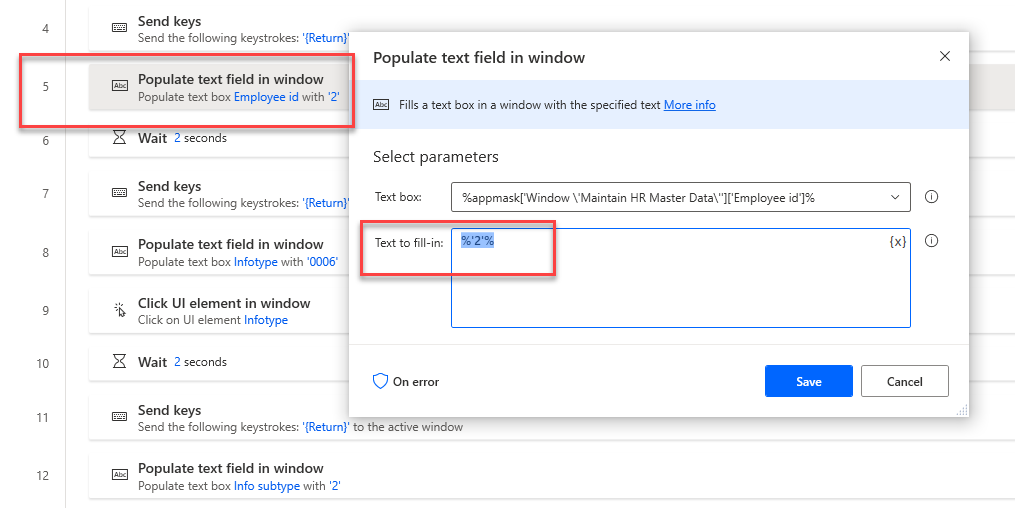 4
Send keys
Send the following keystrokes: '{Return}'
5
Abc
Populate text field in window
Populate text box Employee id with '2'
6
Wait 2 seconds
7
Send keys
Send the following keystrokes: '{Return}'
8
Abc
Populate text field in window
Populate text box Infotype with '0006'
9
Click UI element in window
Click on UI element Infotype
10
Wait 2 seconds
11
Send keys
Send the following keystrokes: '{Return}' to the active window
12
Abc
Populate text field in window
Populate text box Info subtype with '2'
Populate text field in window
Abc
Fills a text box in a window with the specified text More info
Select parameters
Text box:
%appmask['Window \'Maintain HR Master Data\'']['Employee id']%
Text to fill-in:
%'2'%
{x}
On error
Save
Cancel